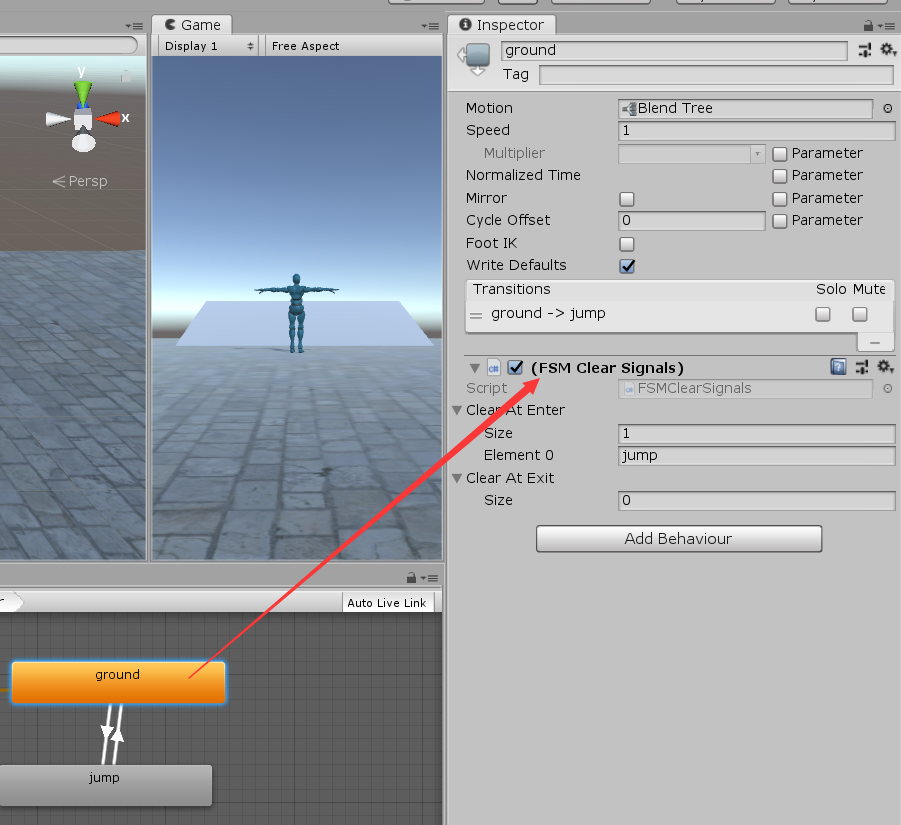 Game
Display 1
Free Aspect
y
x
Persp
Auto Live Link
ground
jump
Inspector
ground
Tag
Motion
Blend Tree
Speed
1
Multiplier
Parameter
Normalized Time
Parameter
Mirror
Parameter
Cycle Offset
0
Parameter
Foot IK
Write Defaults
Transitions
Solo Mute
ground -> jump
(FSM Clear Signals)
Script
FSMClearSignals
Clear At Enter
Size
1
Element 0
jump
Clear At Exit
Size
0
Add Behaviour